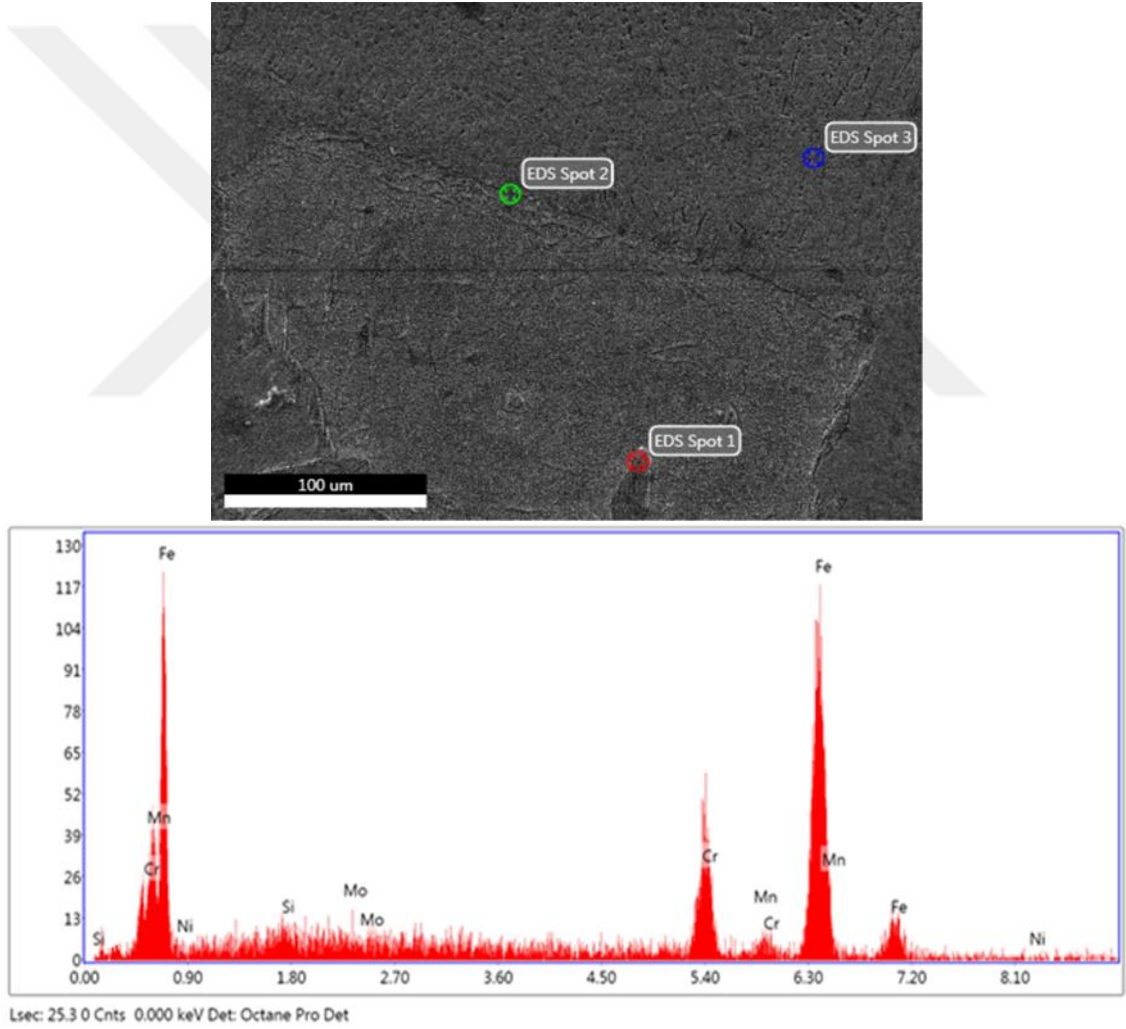 EDS Spot 3
EDS Spot 2
EDS Spot 1
100 um
130
117
104
91
78
65
52
39
26
13
0
Fe
Mn
Cr
Ni
Si
Si
Mo
Mo
Cr
Mn
Cr
Fe
Mn
Fe
Ni
0.00 0.90 1.80 2.70 3.60 4.50 5.40 6.30 7.20 8.10
Lsec: 25.3 0 Cnts 0.000 keV Det: Octane Pro Det